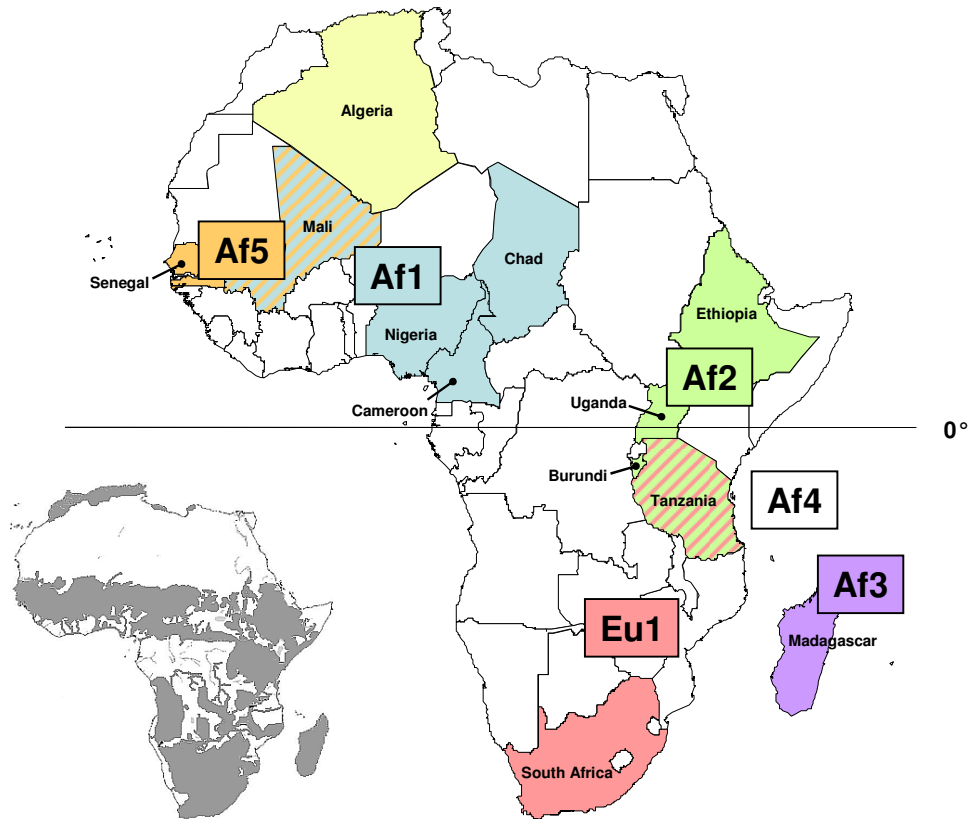 Algeria
Mali
Af5
Chad
Senegal
Af1
Ethiopia
Nigeria
Af2
Cameroon
Uganda
0°
Burundi
Tanzania
Af4
Af3
Eu1
Madagascar
South Africa